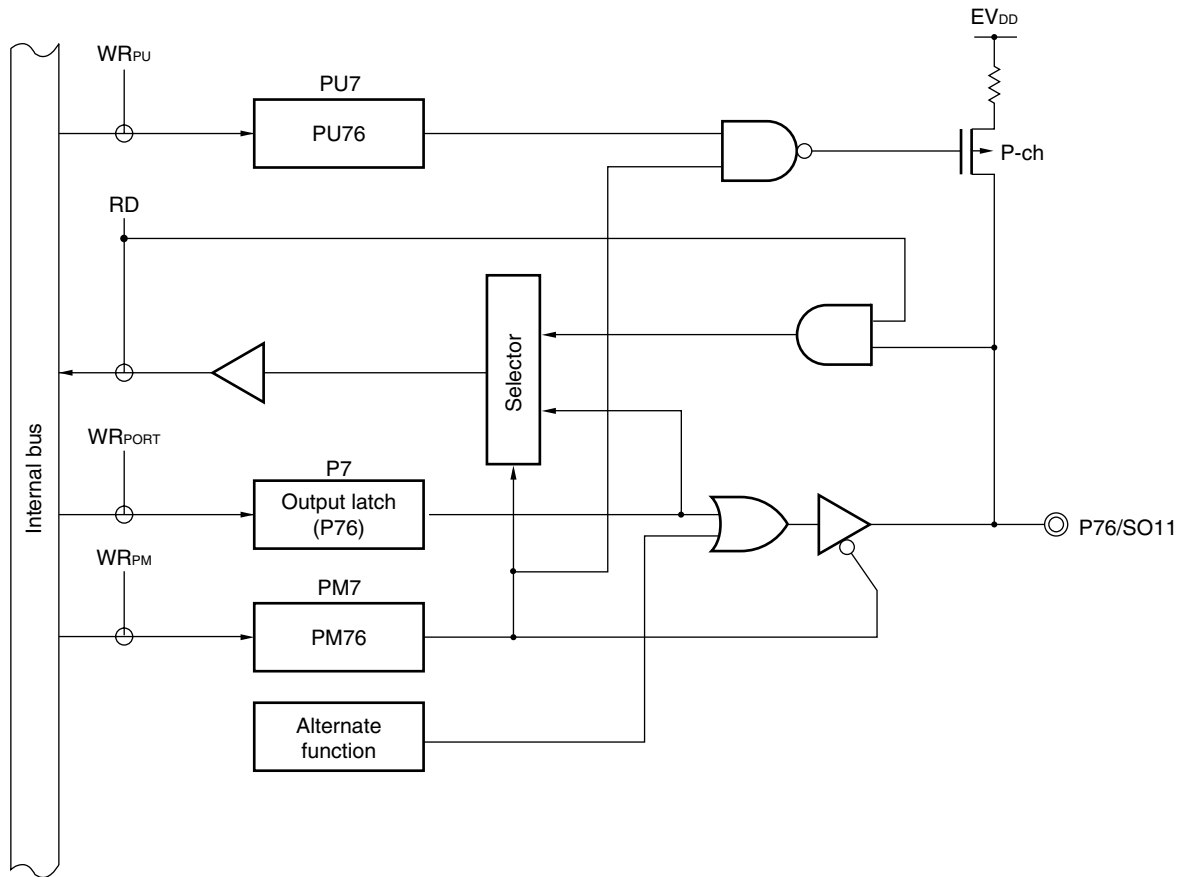 EVDD
WRPU
PU7
PU76
P-ch
RD
Selector
Internal bus
WRPORT
P7
Output latch
(P76)
P76/SO11
WRPM
PM7
PM76
Alternate
function